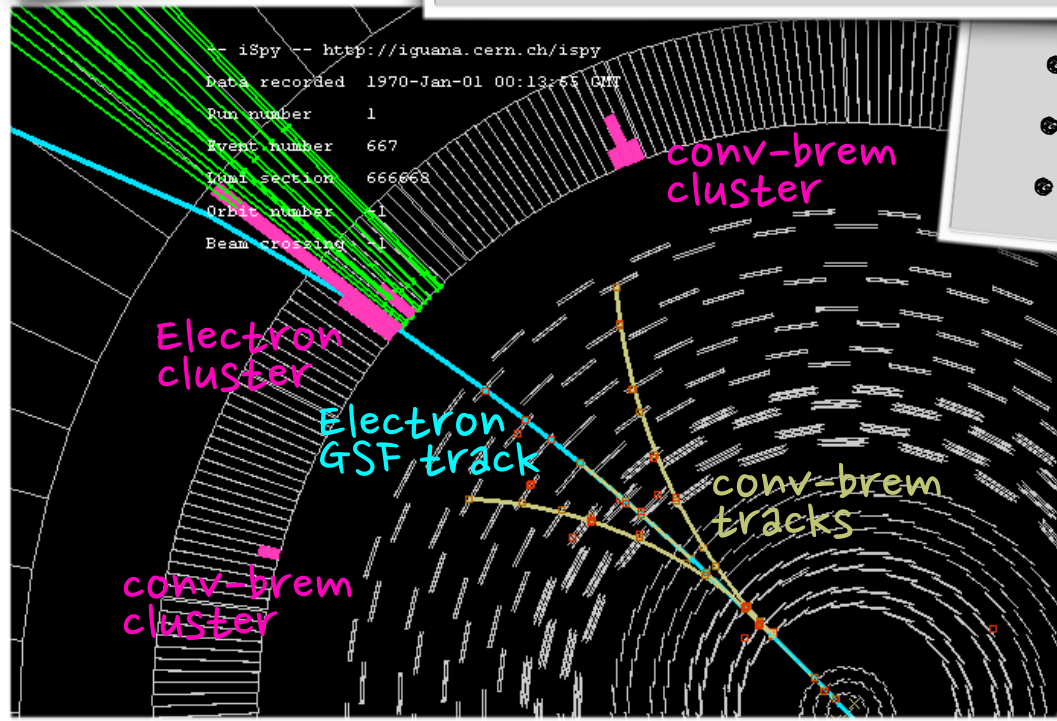 -- iSpy -- http://iguana.cern.ch/ispy
Data recorded 1970-Jan-01 00:13:55 GMT
Run number 1
Event number 667
Lumi section 666668
Orbit number -1
Beam crossing -1
conv-brem
cluster
Electron
cluster
Electron
GSF track
conv-brem
tracks
conv-brem
cluster